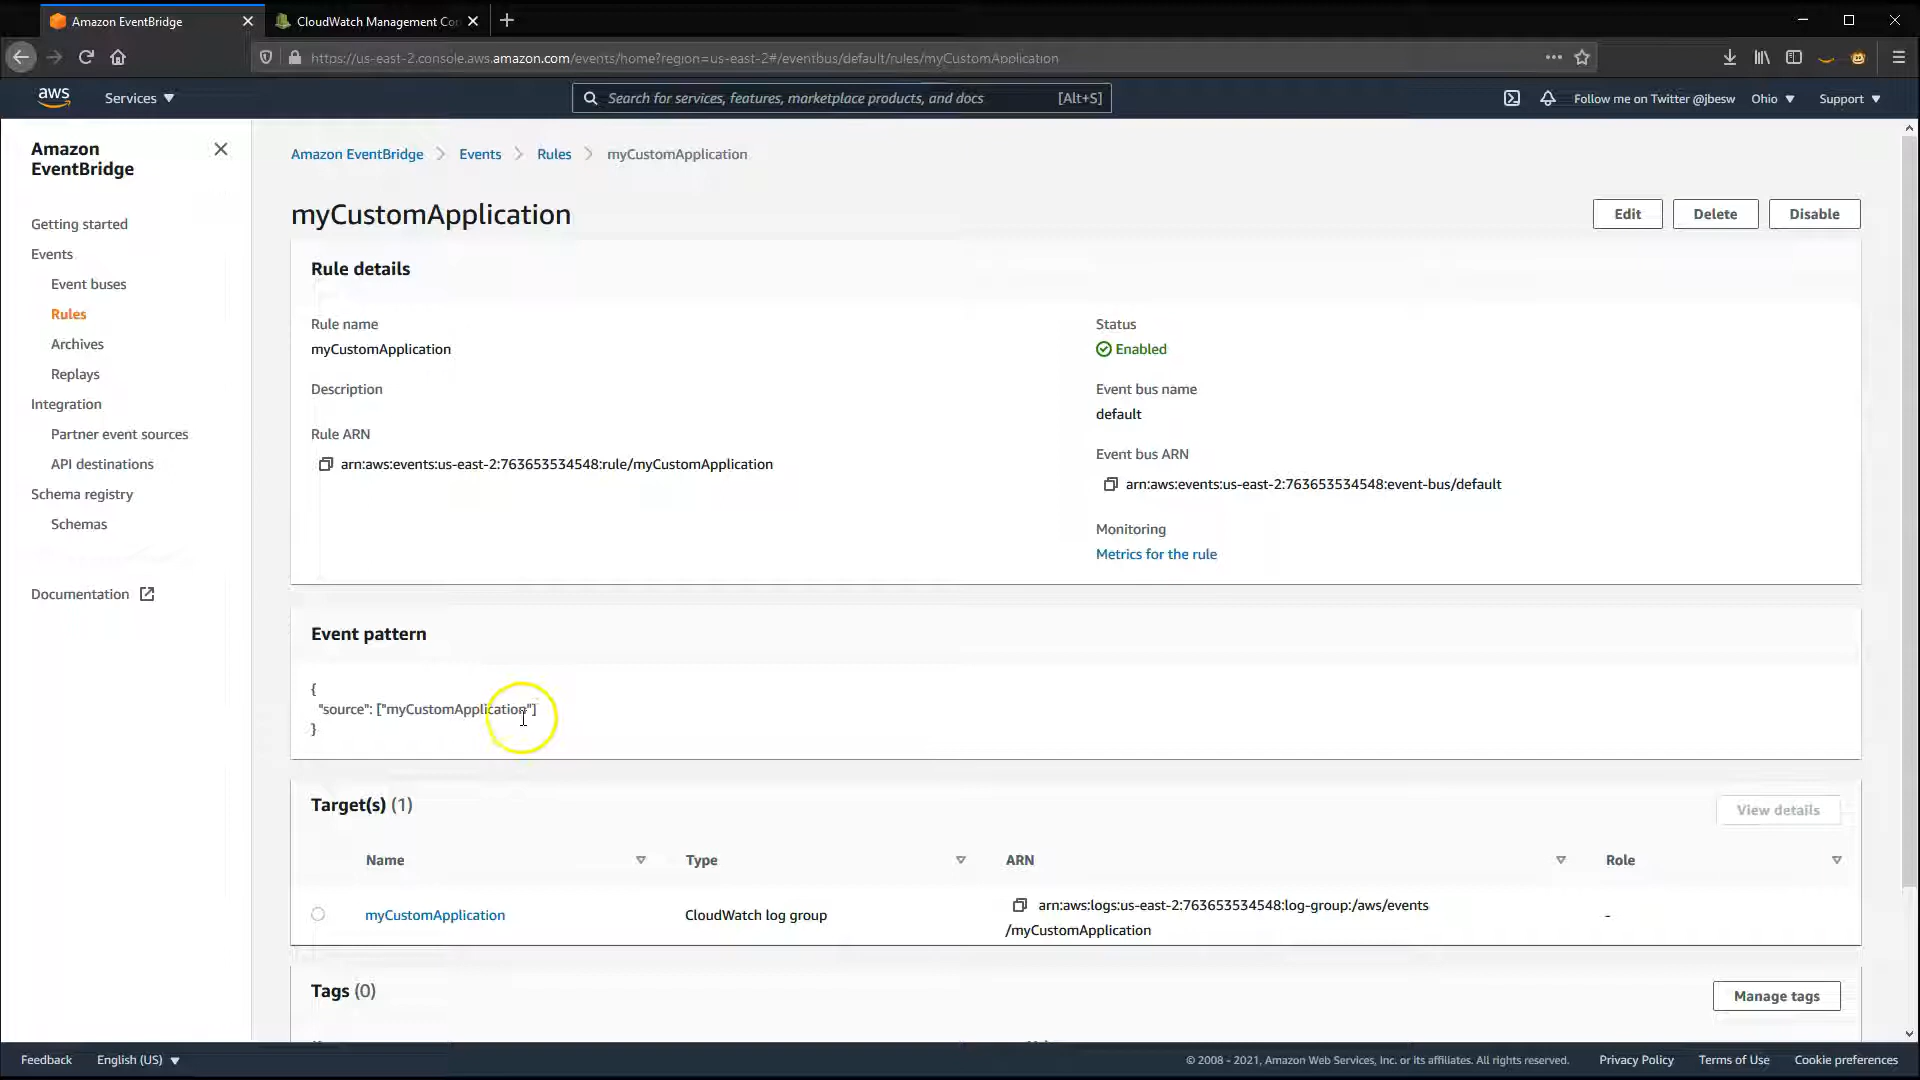 Amazon EventBridge
CloudWatch Management Co
https://us-east-2.console.aws.amazon.com/events/home?region=us-east-2#/eventbus/default/rules/myCustomApplication
aws
Services
Search for services, features, marketplace products, and docs
[Alt+S]
Follow me on Twitter @jbesw
Ohio
Support
Amazon
EventBridge
Getting started
Events
Event buses
Rules
Archives
Replays
Integration
Partner event sources
API destinations
Schema registry
Schemas
Documentation
Amazon EventBridge
Events
Rules
myCustomApplication
myCustomApplication
Edit
Delete
Disable
Rule details
Rule name
myCustomApplication
Description
Rule ARN
arn:aws:events:us-east-2:763653534548:rule/myCustomApplication
Status
Enabled
Event bus name
default
Event bus ARN
arn:aws:events:us-east-2:763653534548:event-bus/default
Monitoring
Metrics for the rule
Event pattern
{
"source": ["myCustomApplication"]
}
Target(s) (1)
View details
Name
Type
ARN
Role
myCustomApplication
CloudWatch log group
arn:aws:logs:us-east-2:763653534548:log-group:/aws/events
/myCustomApplication
-
Tags (0)
Manage tags
Feedback
English (US)
© 2008 - 2021, Amazon Web Services, Inc. or its affiliates. All rights reserved.
Privacy Policy
Terms of Use
Cookie preferences